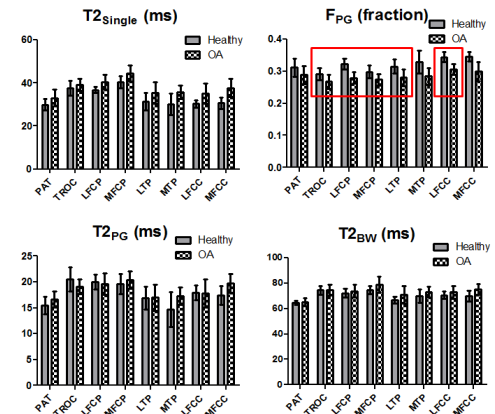 T2Single (ms)
Healthy
OA
60
40
20
0
PAT
TROC
LFCP
MFCP
LTP
MTP
LFCC
MFCC
FPG (fraction)
Healthy
OA
0.4
0.3
0.2
0.1
0.0
PAT
TROC
LFCP
MFCP
LTP
MTP
LFCC
MFCC
T2PG (ms)
Healthy
OA
25
20
15
10
5
0
PAT
TROC
LFCP
MFCP
LTP
MTP
LFCC
MFCC
T2BW (ms)
Healthy
OA
100
80
60
40
20
0
PAT
TROC
LFCP
MFCP
LTP
MTP
LFCC
MFCC